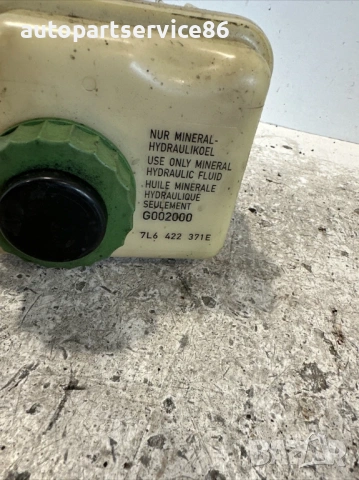 autopartservice86@
NUR MINERAL-
HYDRAULIKOEL
USE ONLY MINERAL
HYDRAULIC FLUID
HUILE MINERALE
HYDRAULIQUE
SEULEMENT
G002000
7L6 422 371E